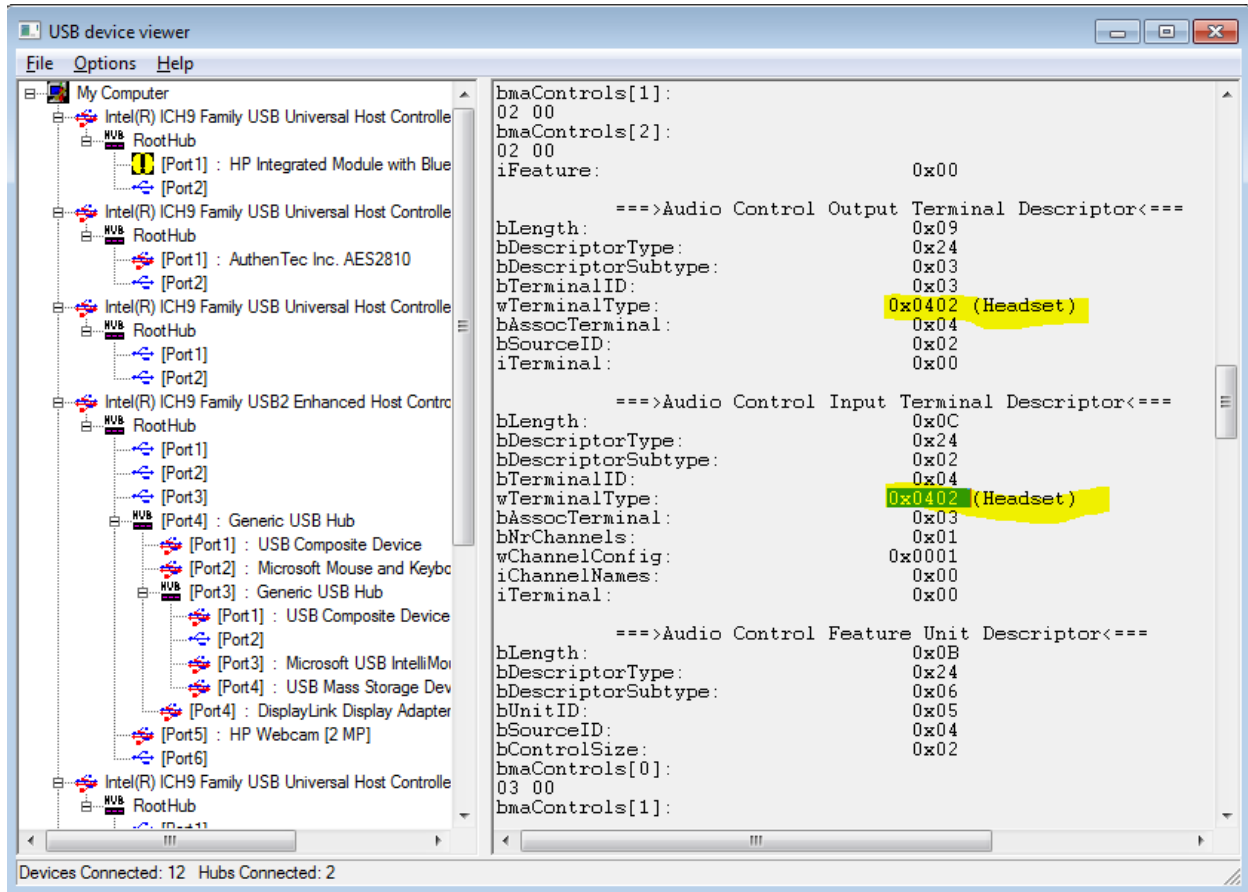 USB device viewer
File Options Help
My Computer
Intel(R) ICH9 Family USB Universal Host Controlle
HUB RootHub
[Port1] : HP Integrated Module with Blue
[Port2]
Intel(R) ICH9 Family USB Universal Host Controlle
HUB RootHub
[Port1] : AuthenTec Inc. AES2810
[Port2]
Intel(R) ICH9 Family USB Universal Host Controlle
HUB RootHub
[Port1]
[Port2]
Intel(R) ICH9 Family USB2 Enhanced Host Contro
HUB RootHub
[Port1]
[Port2]
[Port3]
HUB [Port4] : Generic USB Hub
[Port1] : USB Composite Device
[Port2] : Microsoft Mouse and Keybo
HUB [Port3] : Generic USB Hub
[Port1] : USB Composite Device
[Port2]
[Port3] : Microsoft USB IntelliMou
[Port4] : USB Mass Storage Dev
[Port4] : DisplayLink Display Adapter
[Port5] : HP Webcam [2 MP]
[Port6]
Intel(R) ICH9 Family USB Universal Host Controlle
HUB RootHub
bmaControls[1]:
02 00
bmaControls[2]:
02 00
iFeature: 0x00
===>Audio Control Output Terminal Descriptor<===
bLength: 0x09
bDescriptorType: 0x24
bDescriptorSubtype: 0x03
bTerminalID: 0x03
wTerminalType: 0x0402 (Headset)
bAssocTerminal: 0x04
bSourceID: 0x02
iTerminal: 0x00
===>Audio Control Input Terminal Descriptor<===
bLength: 0x0C
bDescriptorType: 0x24
bDescriptorSubtype: 0x02
bTerminalID: 0x04
wTerminalType: 0x0402 (Headset)
bAssocTerminal: 0x03
bNrChannels: 0x01
wChannelConfig: 0x0001
iChannelNames: 0x00
iTerminal: 0x00
===>Audio Control Feature Unit Descriptor<===
bLength: 0x0B
bDescriptorType: 0x24
bDescriptorSubtype: 0x06
bUnitID: 0x05
bSourceID: 0x04
bControlSize: 0x02
bmaControls[0]:
03 00
bmaControls[1]:
Devices Connected: 12 Hubs Connected: 2